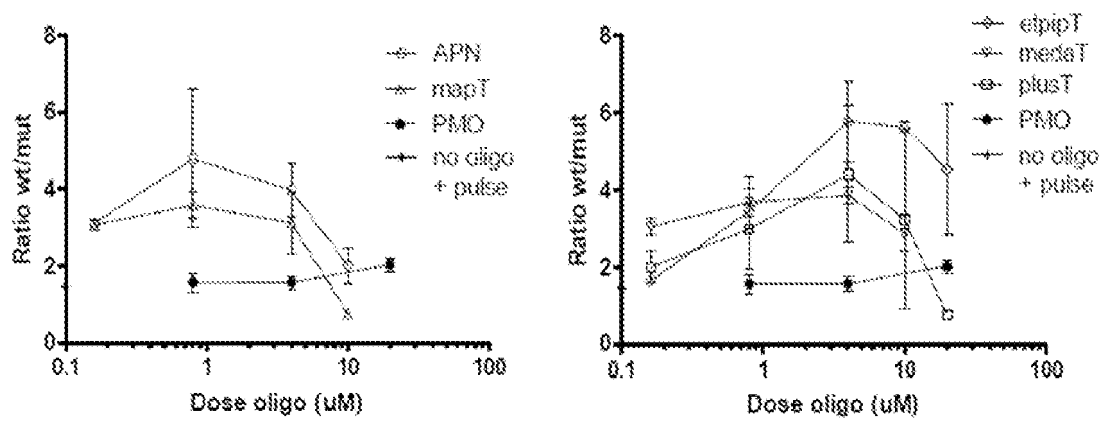 8
6
4
2
0
0.1 1 10 100
Ratio wt/mut
Dose oligo (uM)
APN
mapT
PMO
no oligo
+ pulse
8
6
4
2
0
0.1 1 10 100
Ratio wt/mut
Dose oligo (uM)
etpipT
medaT
plusT
PMO
no oligo
+ pulse